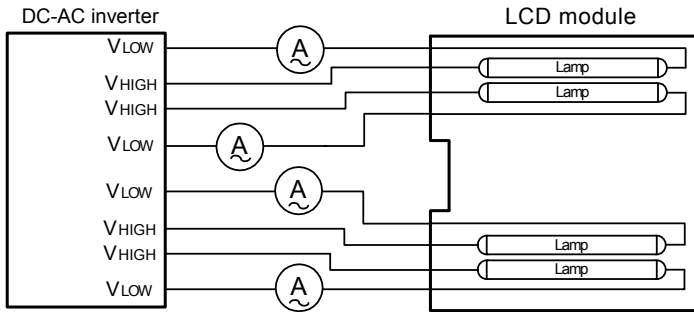 DC-AC inverter
LCD module
VLOW
A
VHIGH
Lamp
VHIGH
Lamp
VLOW
A
VLOW
A
VHIGH
Lamp
VHIGH
Lamp
VLOW
A